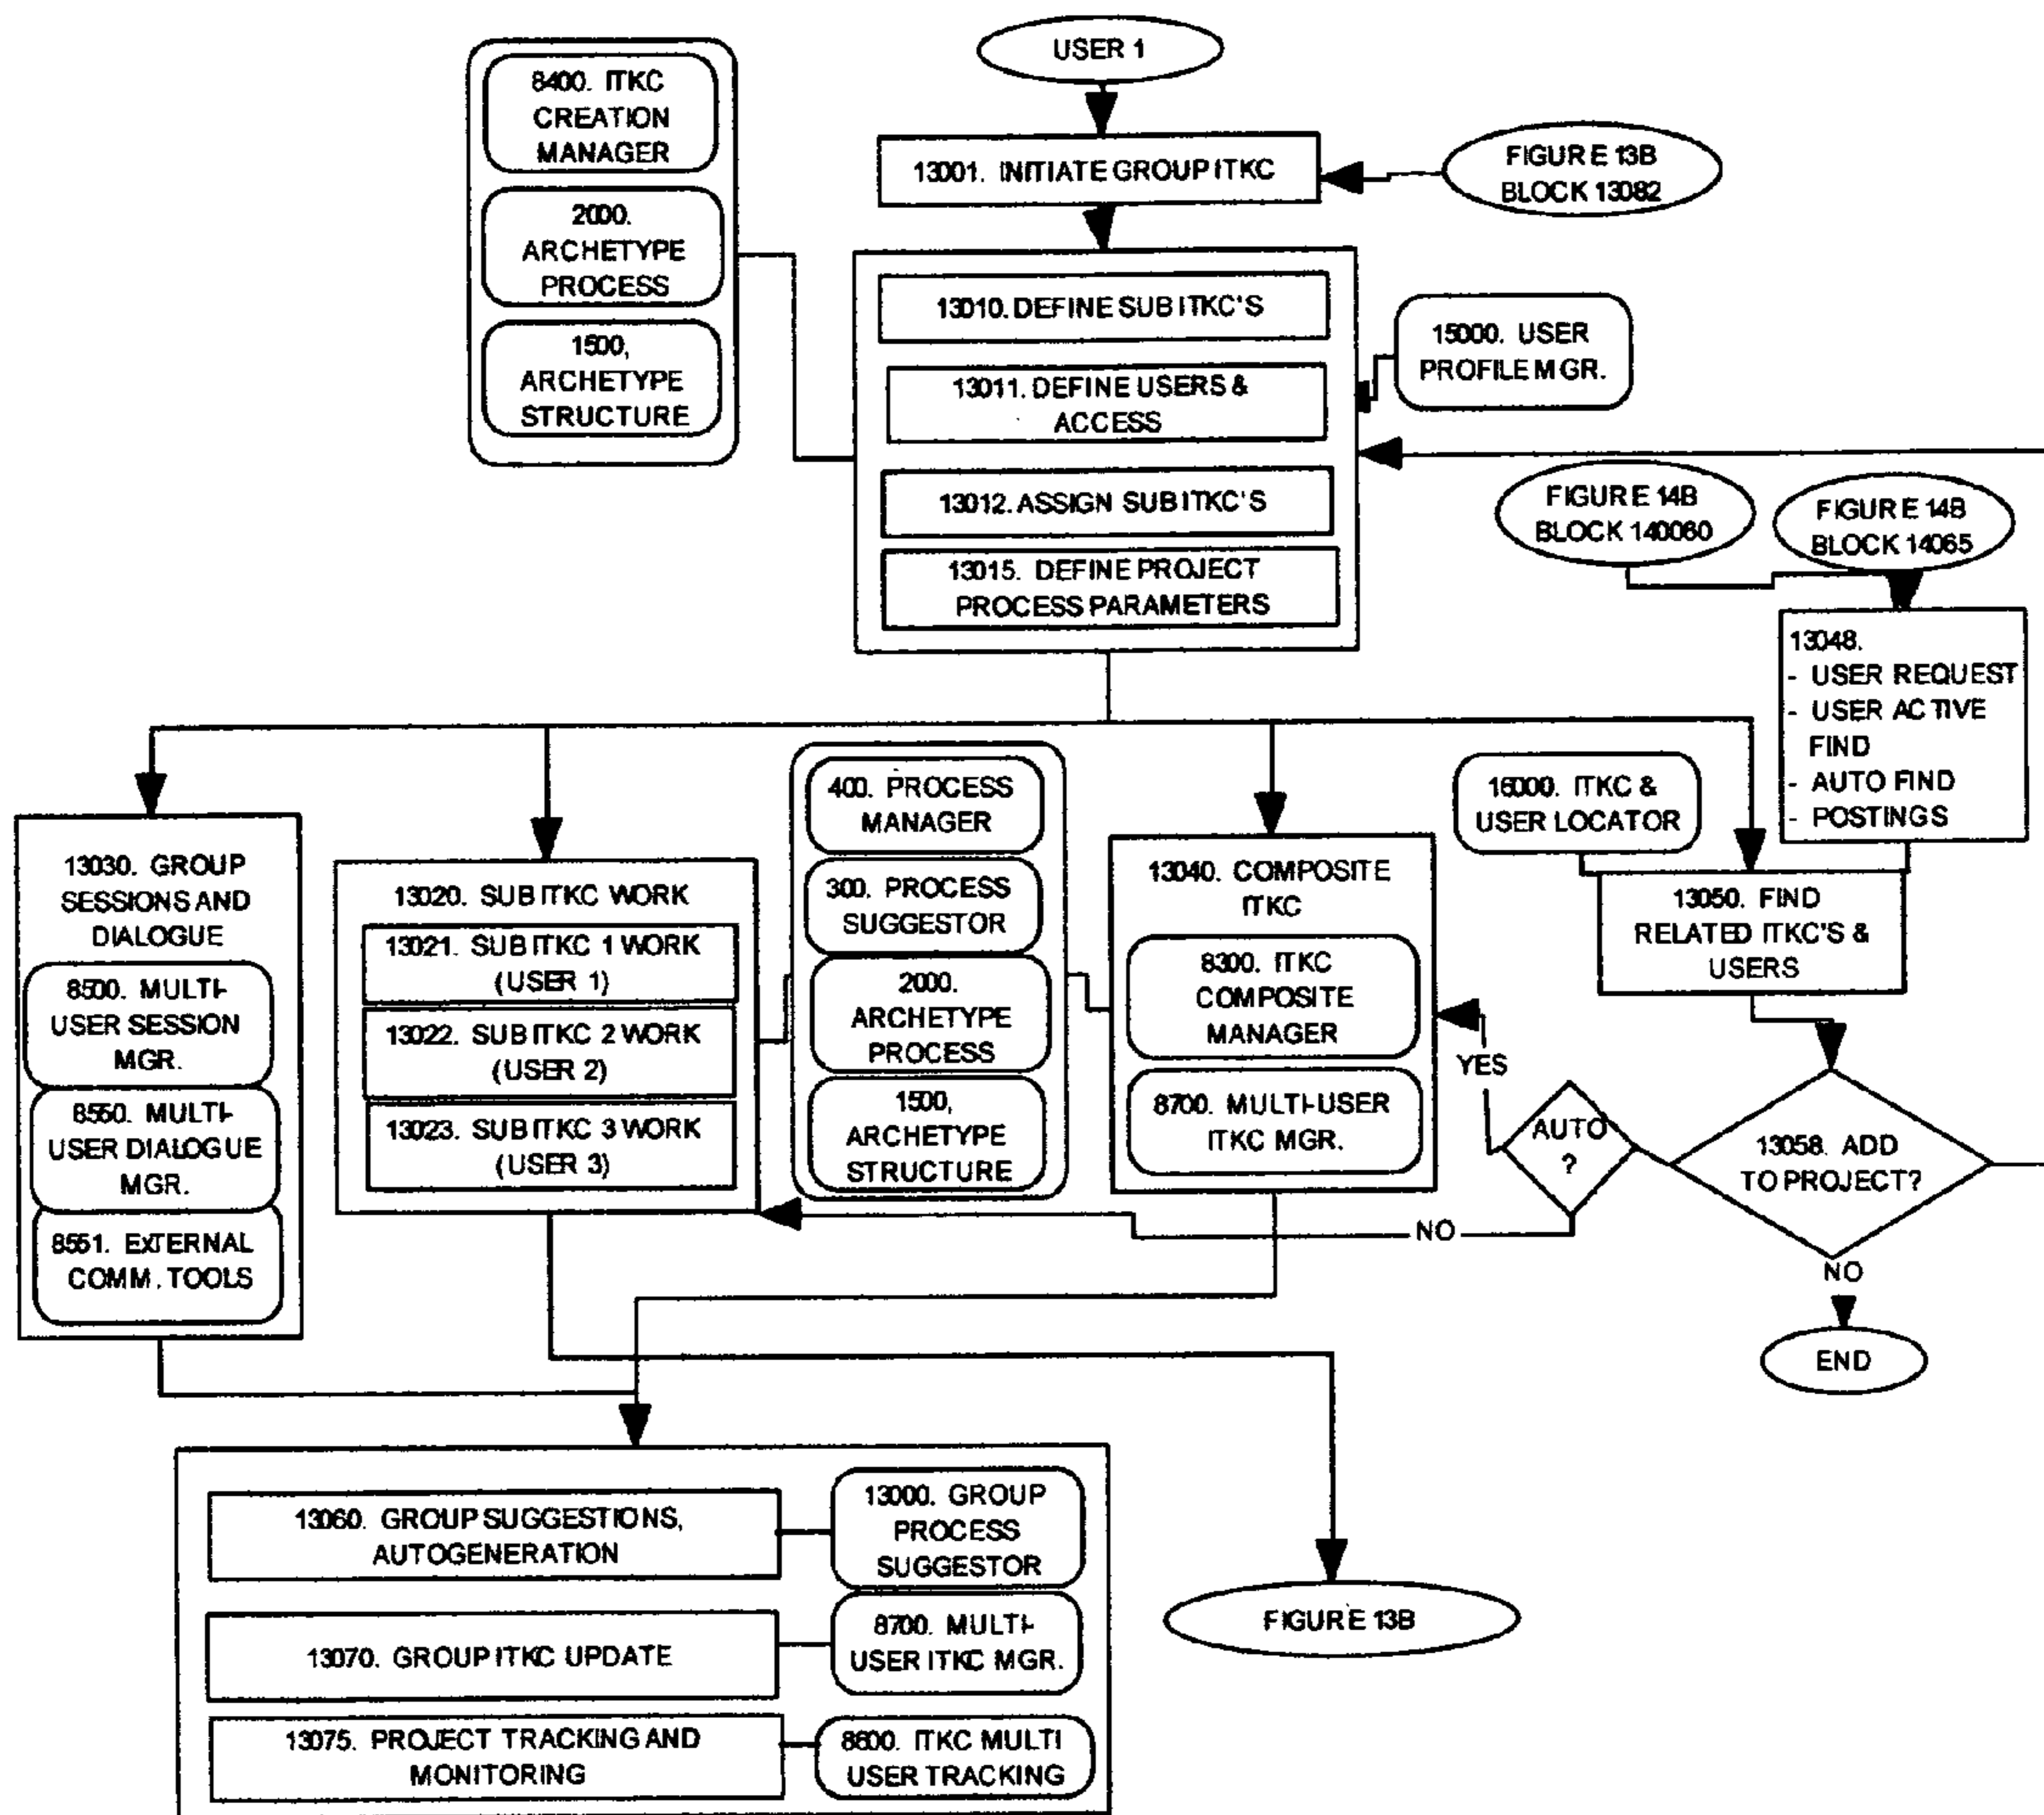 USER 1
8400. ITKC
CREATION
MANAGER
2000.
ARCHETYPE
PROCESS
1500,
ARCHETYPE
STRUCTURE
13001. INITIATE GROUP ITKC
FIGURE 13B
BLOCK 13082
13010. DEFINE SUB ITKC'S
13011. DEFINE USERS &
ACCESS
13012. ASSIGN SUB ITKC'S
13015. DEFINE PROJECT
PROCESS PARAMETERS
15000. USER
PROFILE MGR.
FIGURE 14B
BLOCK 140060
FIGURE 14B
BLOCK 14065
13048.
- USER REQUEST
- USER ACTIVE
FIND
- AUTO FIND
- POSTINGS
13030. GROUP
SESSIONS AND
DIALOGUE
8500. MULTI-
USER SESSION
MGR.
8550. MULTI-
USER DIALOGUE
MGR.
8551. EXTERNAL
COMM. TOOLS
13020. SUB ITKC WORK
13021. SUB ITKC 1 WORK
(USER 1)
13022. SUB ITKC 2 WORK
(USER 2)
13023. SUB ITKC 3 WORK
(USER 3)
400. PROCESS
MANAGER
300. PROCESS
SUGGESTOR
2000.
ARCHETYPE
PROCESS
1500,
ARCHETYPE
STRUCTURE
13040. COMPOSITE
ITKC
8300. ITKC
COMPOSITE
MANAGER
8700. MULTI-USER
ITKC MGR.
16000. ITKC &
USER LOCATOR
13050. FIND
RELATED ITKC'S &
USERS
YES
AUTO
?
13058. ADD
TO PROJECT?
NO
NO
END
13060. GROUP SUGGESTIONS,
AUTOGENERATION
13000. GROUP
PROCESS
SUGGESTOR
13070. GROUP ITKC UPDATE
8700. MULTI-
USER ITKC MGR.
13075. PROJECT TRACKING AND
MONITORING
8600. ITKC MULTI
USER TRACKING
FIGURE 13B